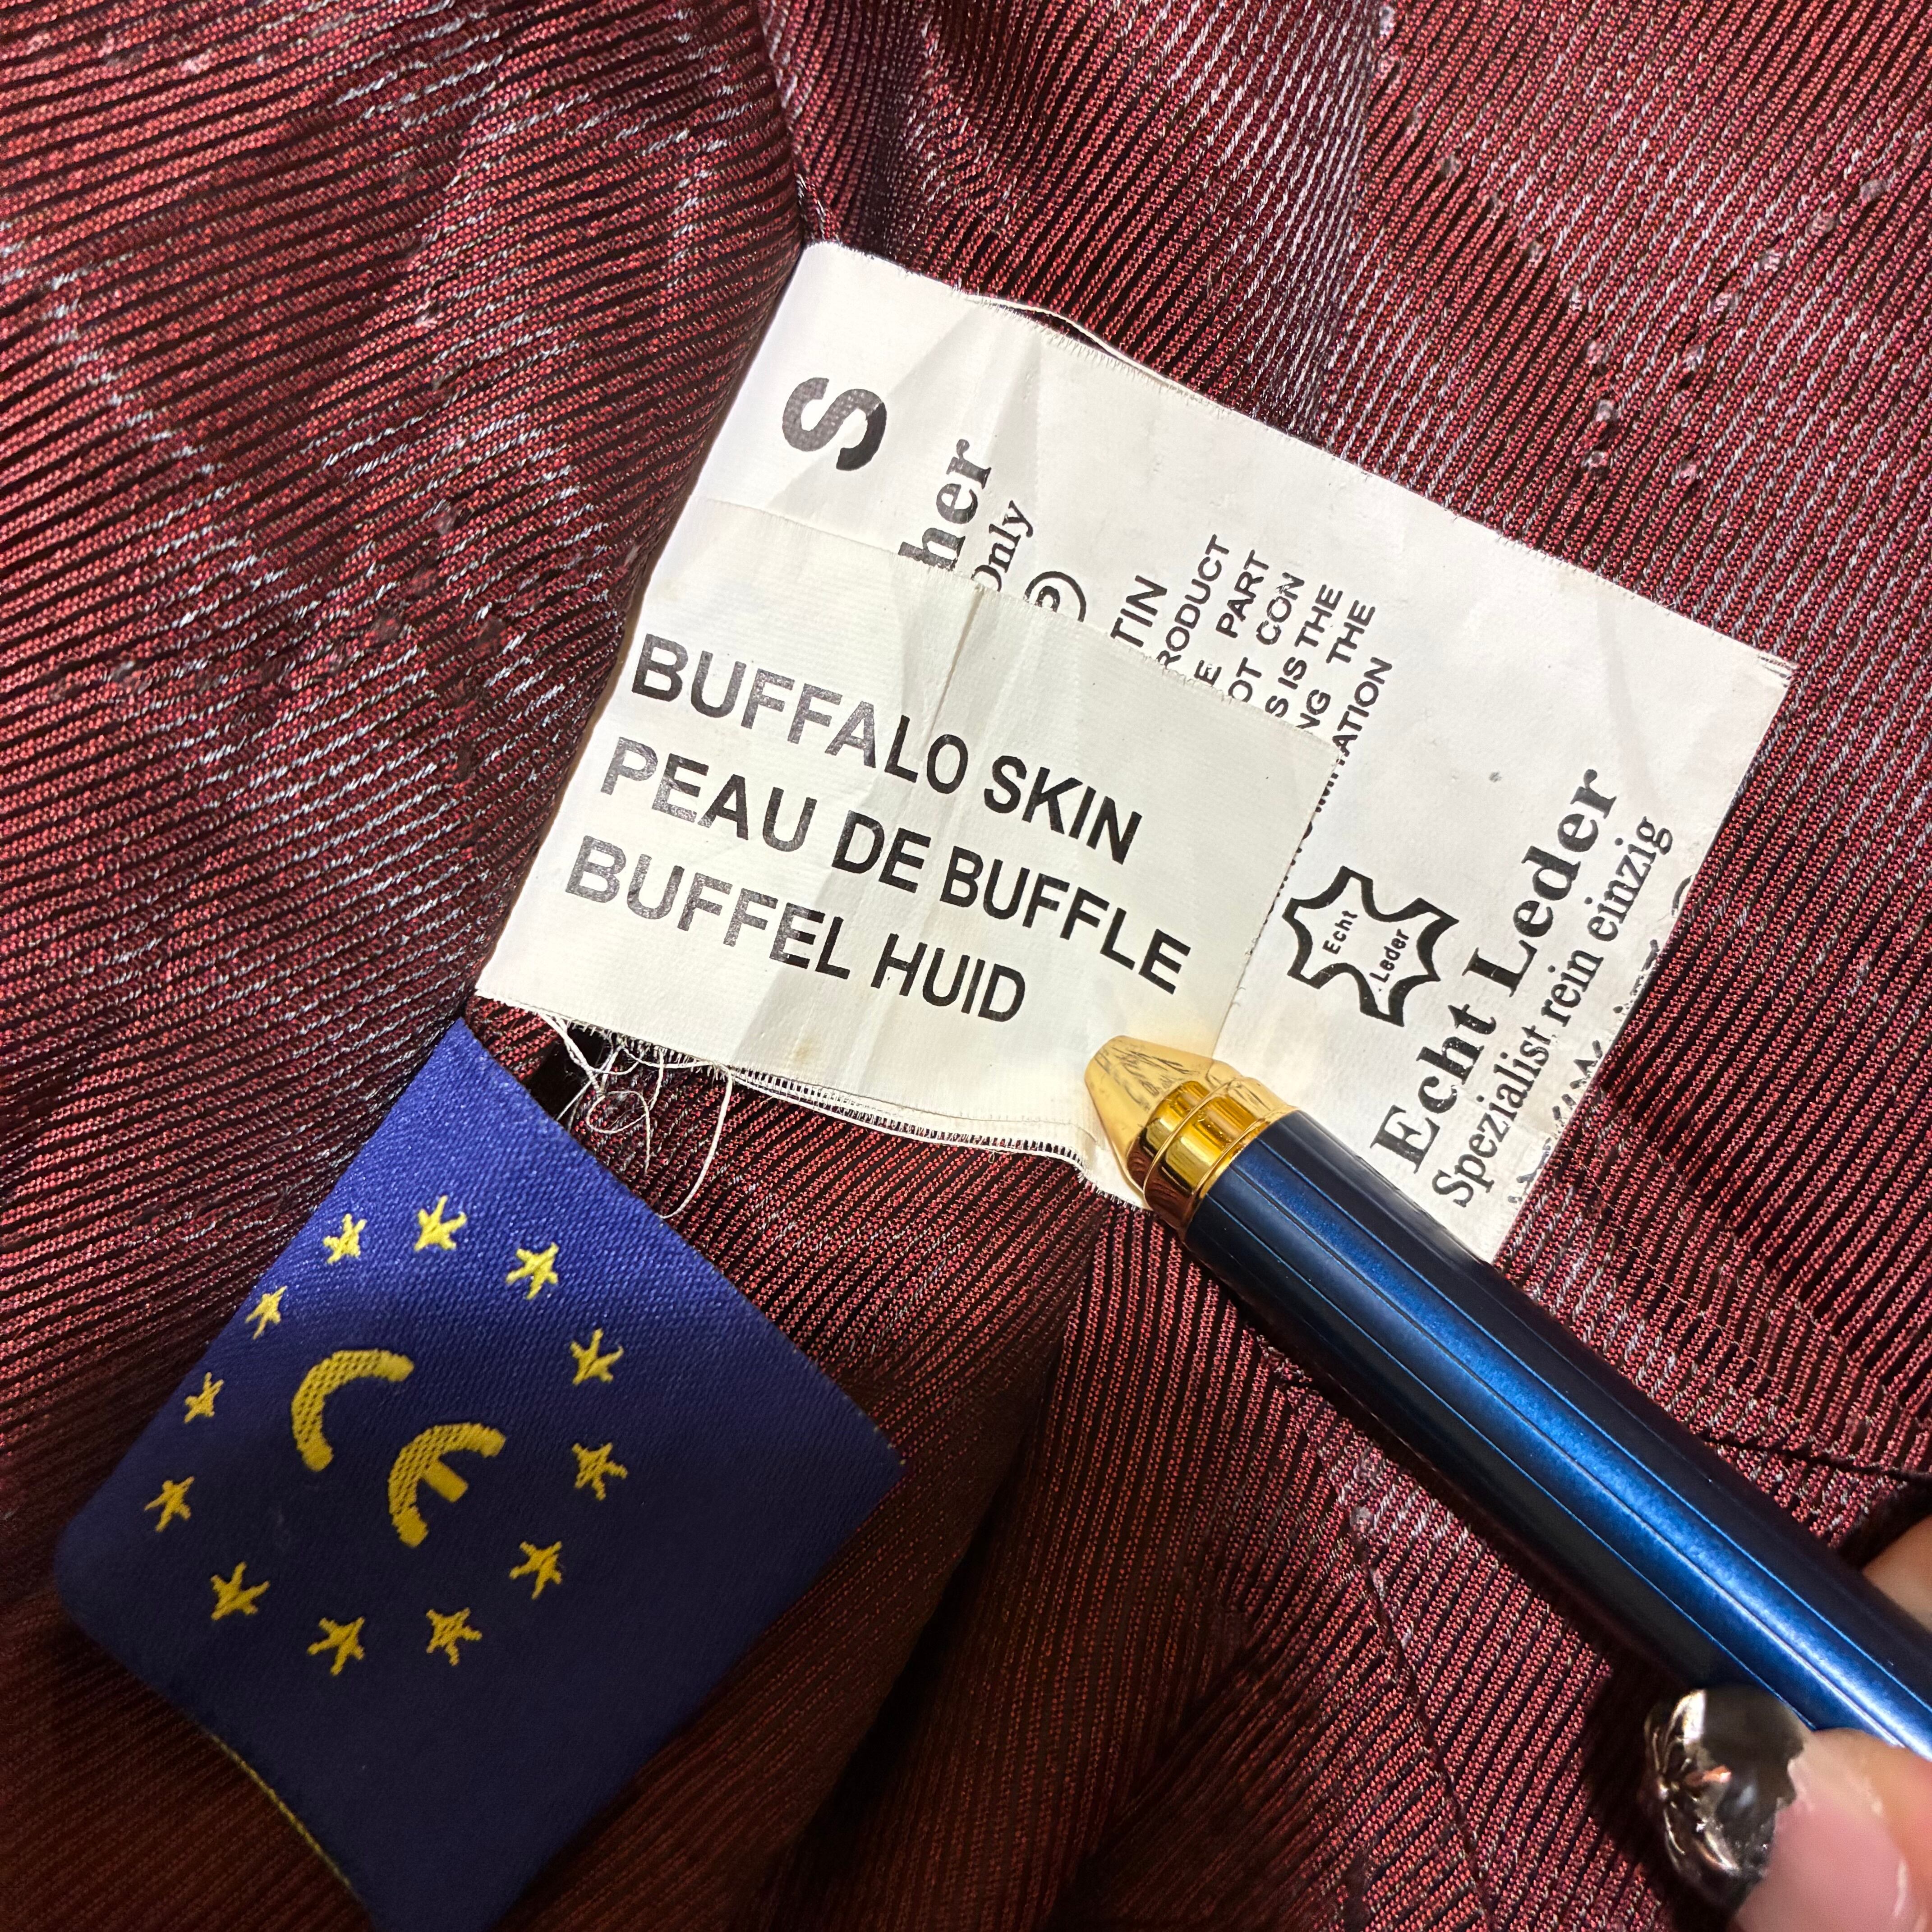 S
her
Only
P
TIN
RODUCT
E PART
OT CON
S IS THE
NG THE
ATION
BUFFALO SKIN
PEAU DE BUFFLE
BUFFEL HUID
Echt
Leder
Echt Leder
Spezialist rein einzig
CE